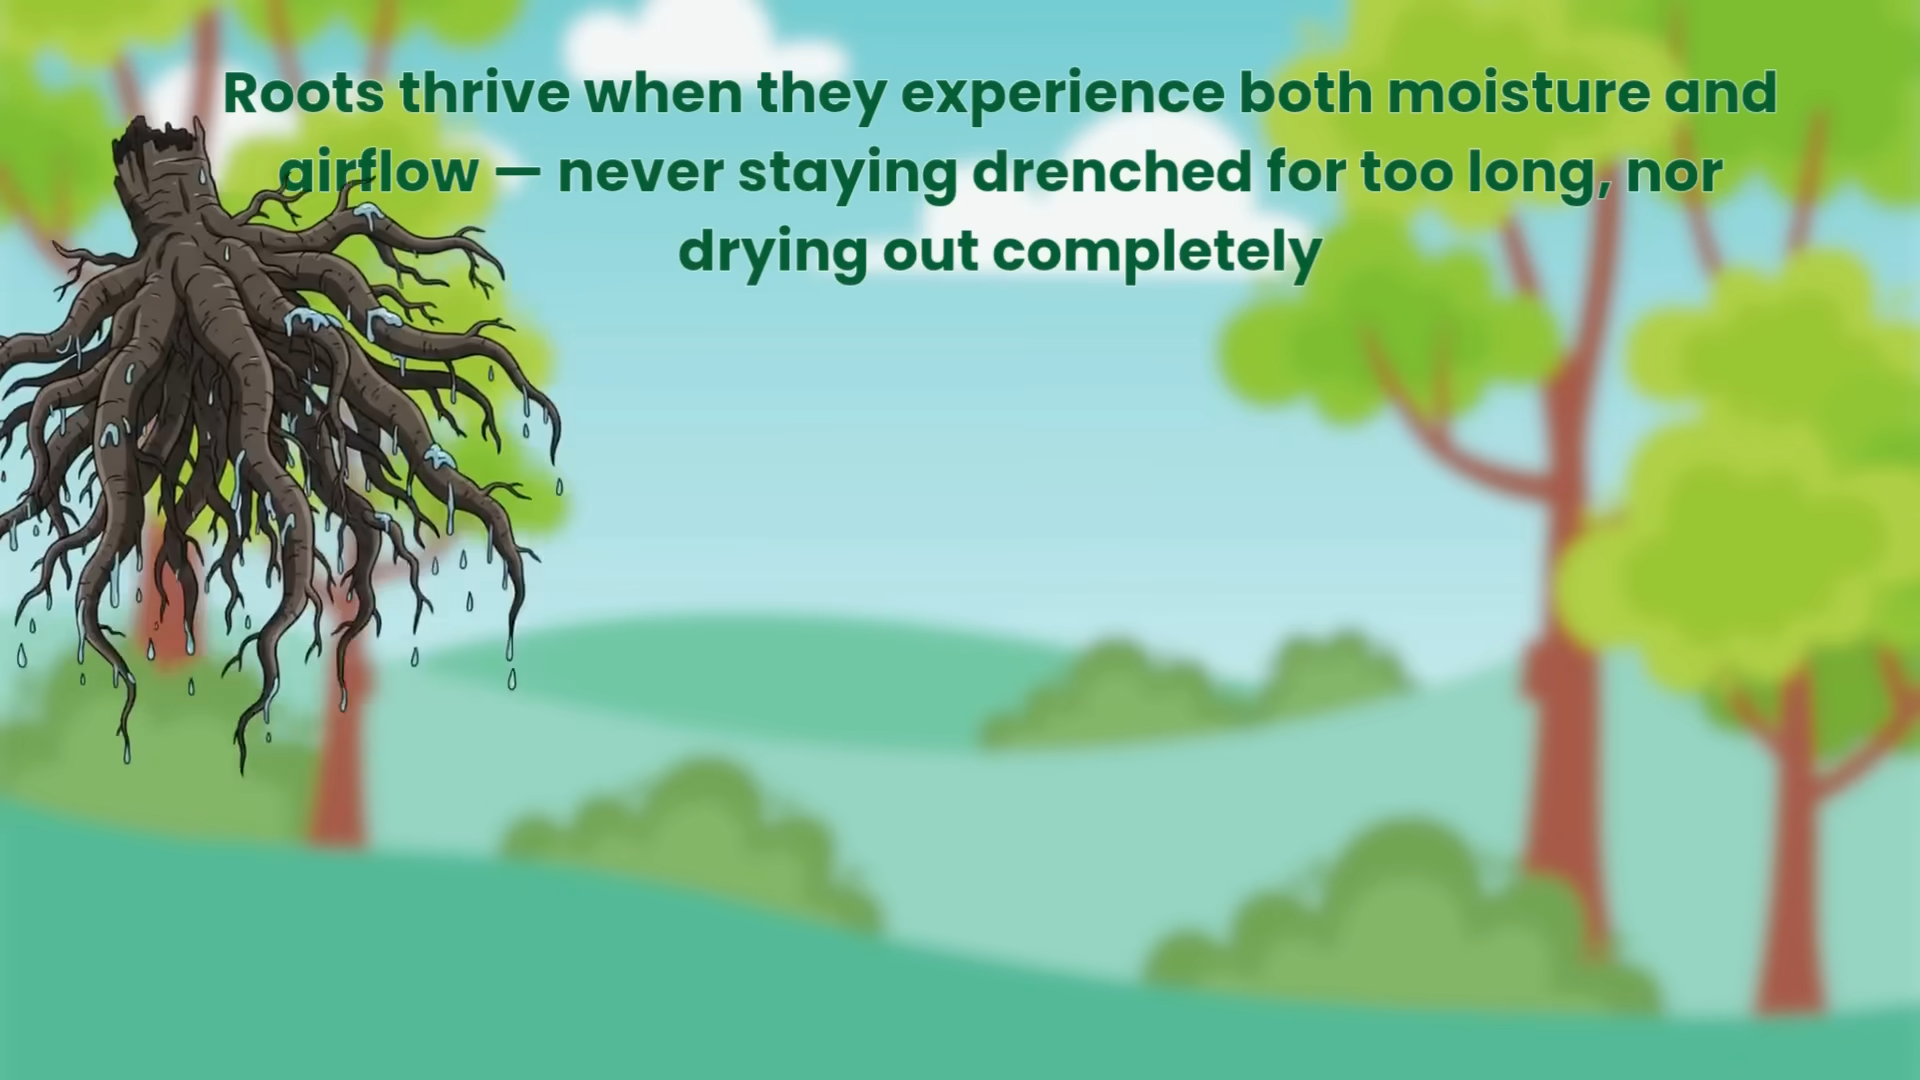 Roots thrive when they experience both moisture and
airflow — never staying drenched for too long, nor
drying out completely